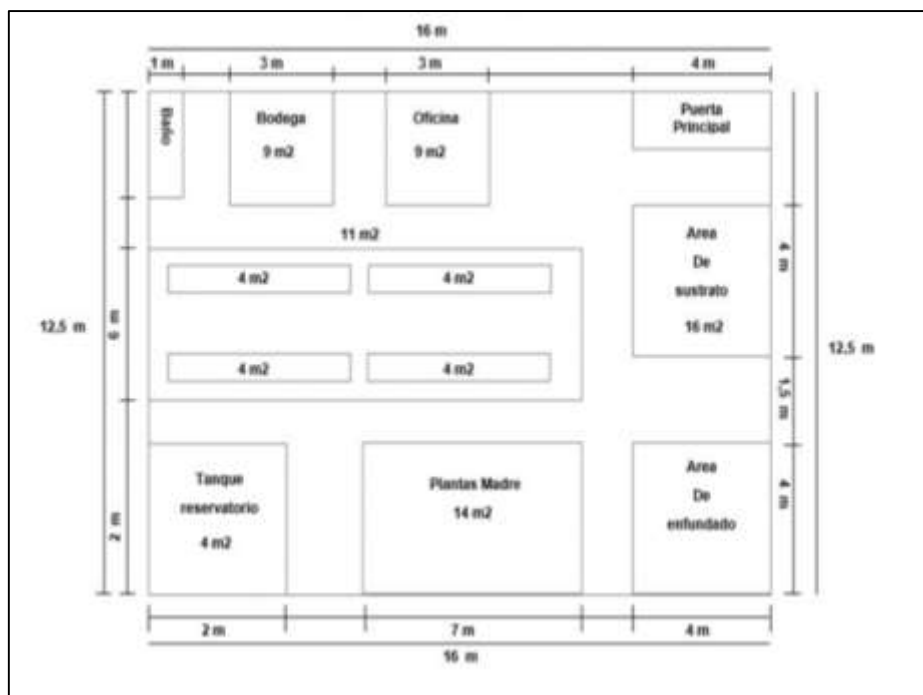 16 m
1 m
3 m
3 m
4 m
Baño
Bodega
9 m2
Oficina
9 m2
Puerta
Principal
11 m2
4 m2
4 m2
4 m2
4 m2
Area
De
sustrato
16 m2
4 m
12,5 m
6 m
12,5 m
1,5 m
Tanque
reservatorio
4 m2
Plantas Madre
14 m2
Area
De
enfundado
2 m
4 m
2 m
7 m
4 m
16 m